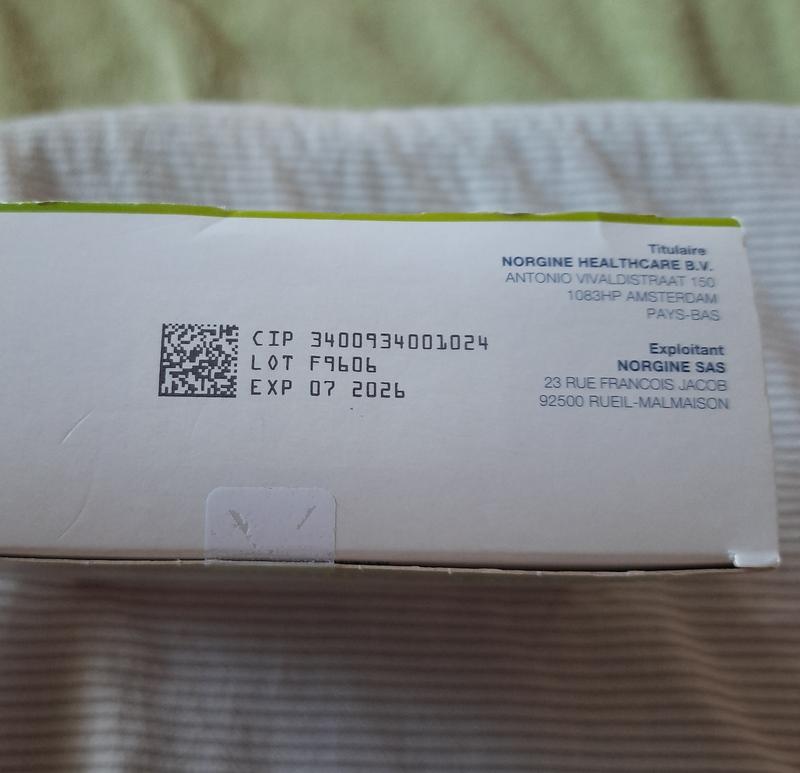 CIP 3400934001024
LOT F9606
EXP 07 2026
Titulaire
NORGINE HEALTHCARE B.V.
ANTONIO VIVALDISTRAAT 150
1083HP AMSTERDAM
PAYS-BAS
Exploitant
NORGINE SAS
23 RUE FRANCOIS JACOB
92500 RUEIL-MALMAISON